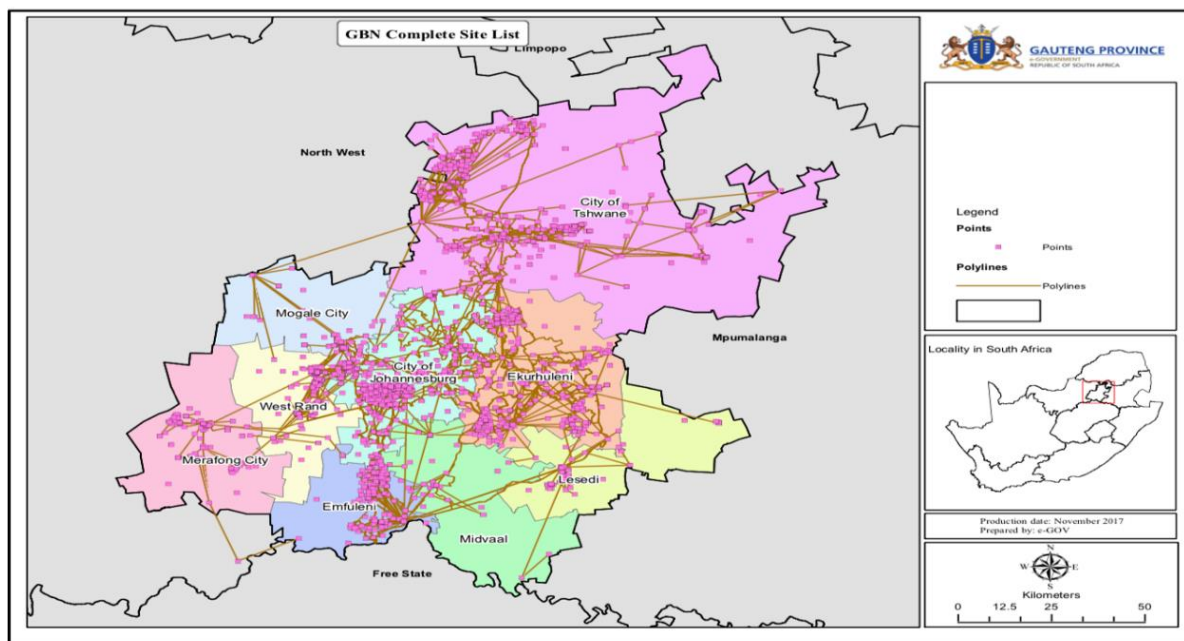 GBN Complete Site List
Limpopo
North West
City of
Tshwane
Mogale City
Mpumalanga
City of
Johannesburg
Ekurhuleni
West Rand
Merafong City
Lesedi
Emfuleni
Midvaal
Free State
GAUTENG PROVINCE
e-GOVERNMENT
REPUBLIC OF SOUTH AFRICA
Legend
Points
Points
Polylines
Polylines
Locality in South Africa
Production date: November 2017
Prepared by: e-GOV
N
W E
S
Kilometers
0 12.5 25 50